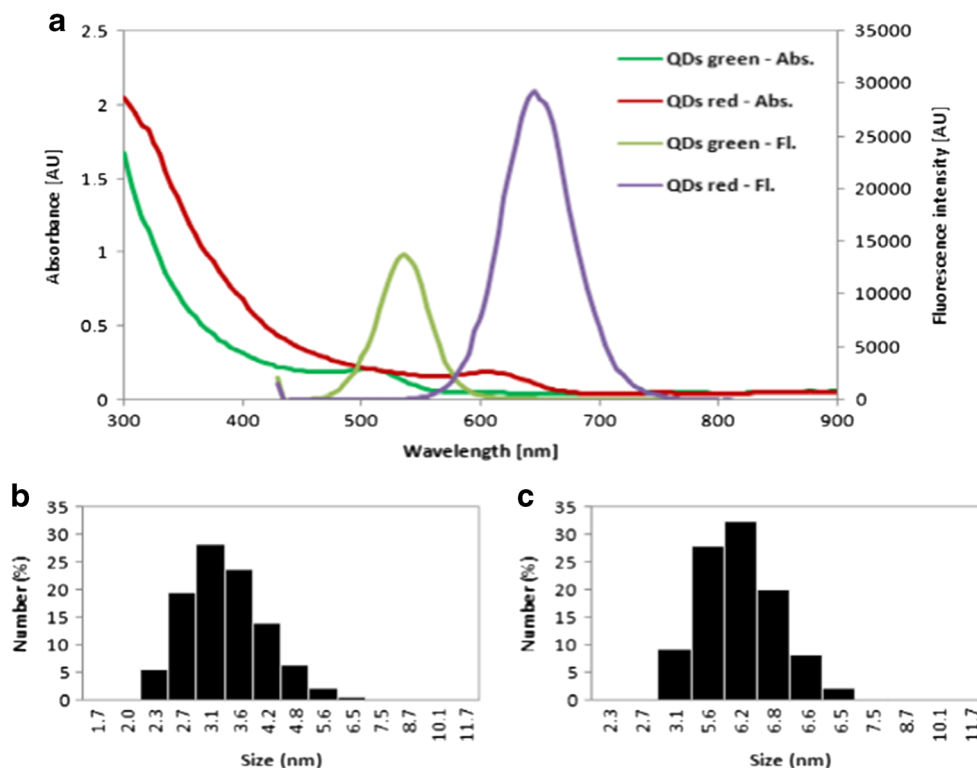 a
2.5
2
1.5
1
0.5
0
Absorbance [AU]
35000
30000
25000
20000
15000
10000
5000
0
Fluorescence intensity [AU]
QDs green - Abs.
QDs red - Abs.
QDs green - Fl.
QDs red - Fl.
300 400 500 600 700 800 900
Wavelength [nm]
b
35
30
25
20
15
10
5
0
Number (%)
1.7 2.0 2.3 2.7 3.1 3.6 4.2 4.8 5.6 6.5 7.5 8.7 10.1 11.7
Size (nm)
c
35
30
25
20
15
10
5
0
Number (%)
2.3 2.7 3.1 5.6 6.2 6.8 6.6 6.5 7.5 8.7 10.1 11.7
Size (nm)